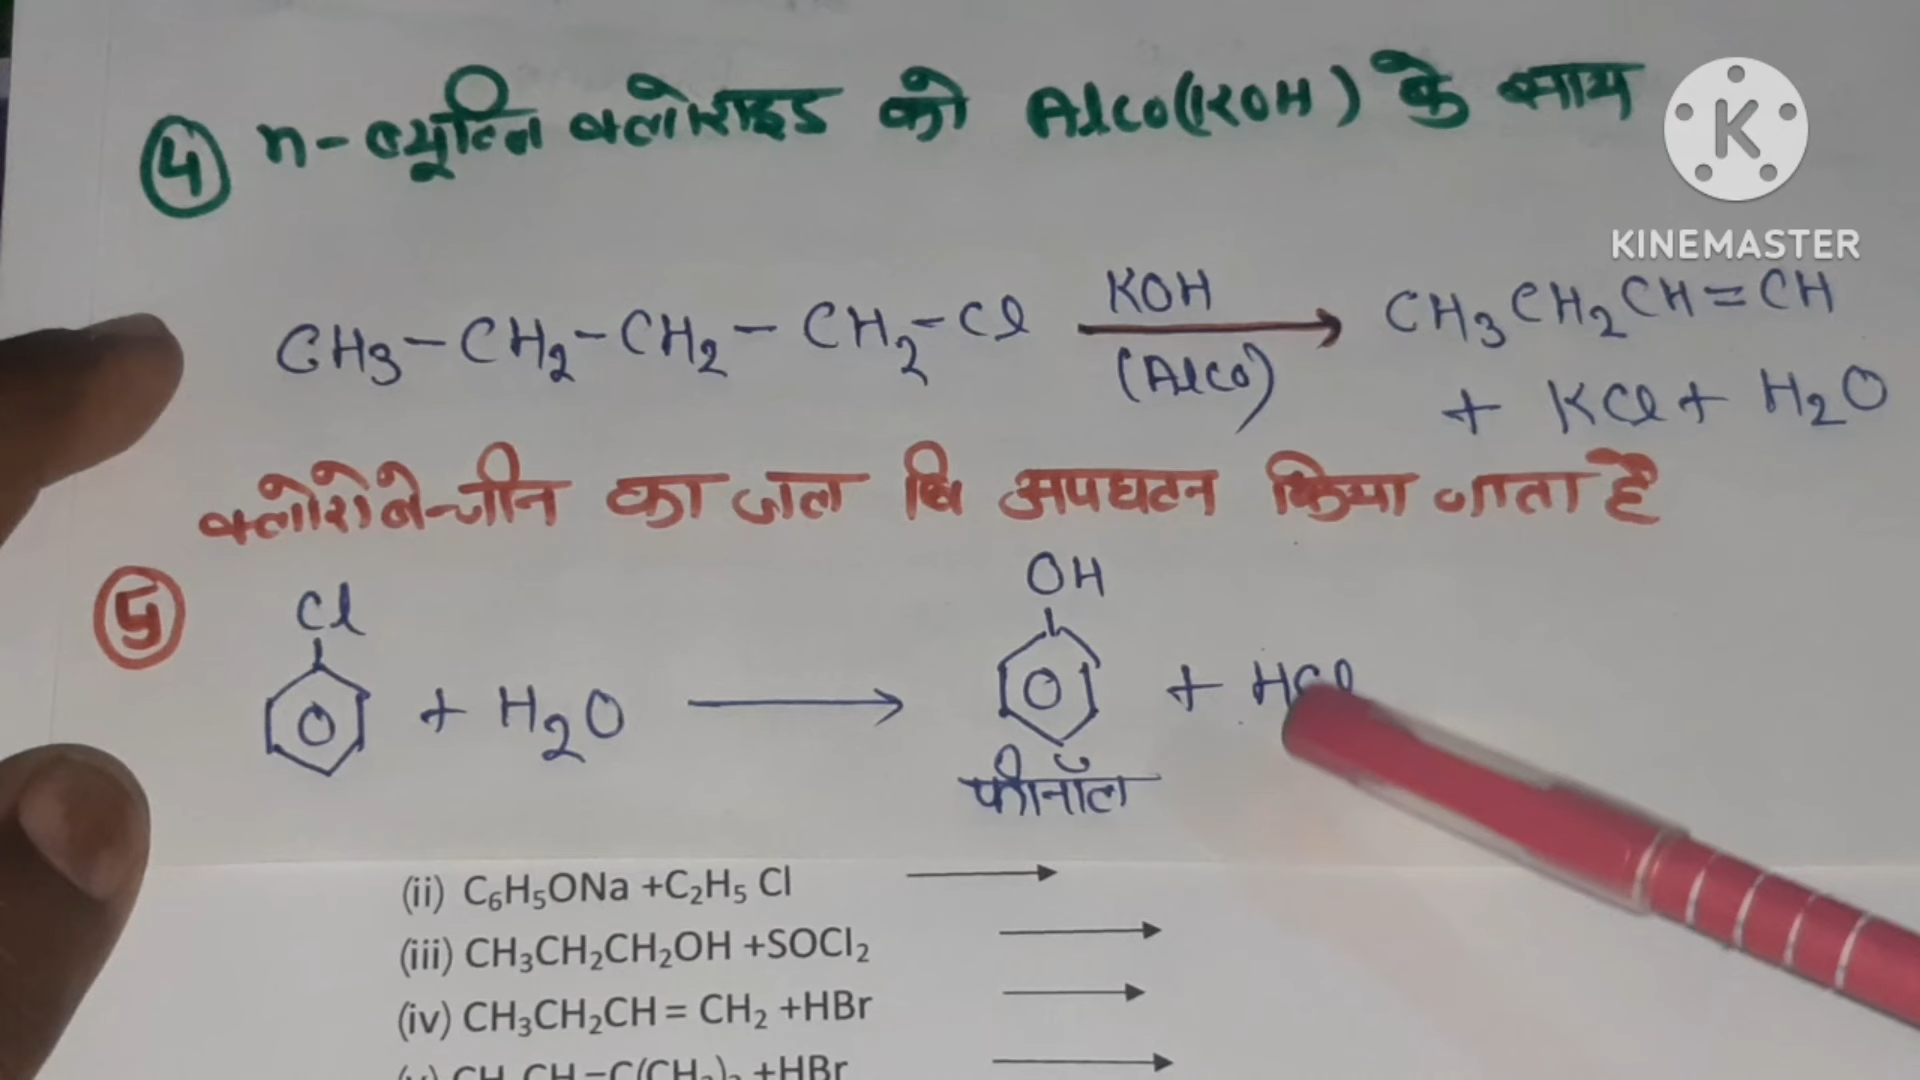 ④ n-ब्यूटिल क्लोराइड को Alco(KOH) के साथ
K
KINEMASTER
CH3-CH2-CH2-CH2-Cl KOH (Alco) → CH3CH2CH=CH
+ KCl + H2O
क्लोरोबेन्जीन का जल वि अपघटन किया जाता है
⑤ Cl + H2O → OH + HCl
फीनॉल
(ii) C6H5ONa +C2H5 Cl →
(iii) CH3CH2CH2OH +SOCl2 →
(iv) CH3CH2CH = CH2 +HBr →
+HBr →